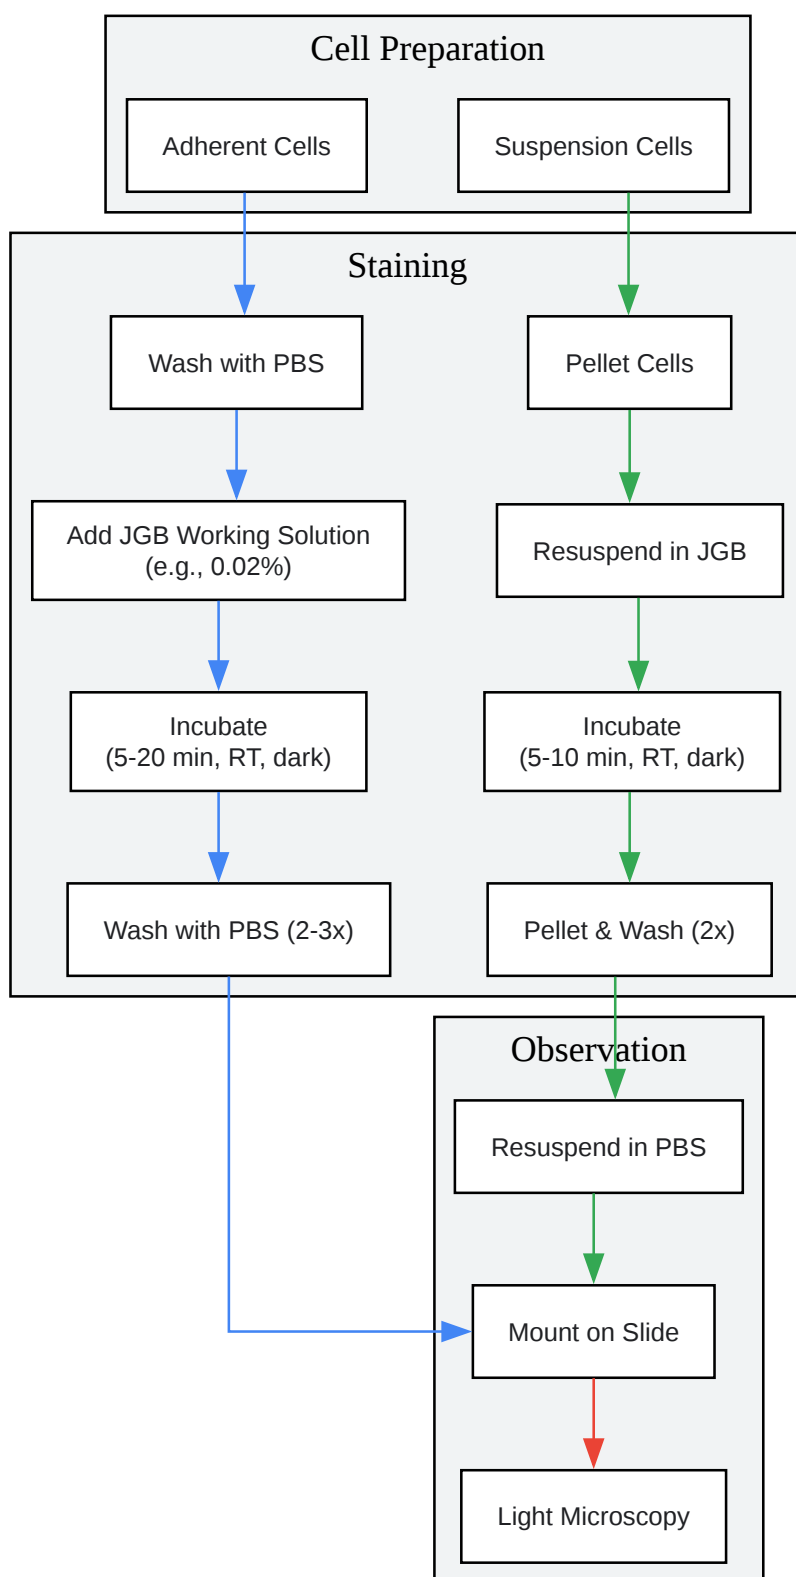 Cell Preparation
Adherent Cells
Suspension Cells
Staining
Wash with PBS
Pellet Cells
Add JGB Working Solution
(e.g., 0.02%)
Resuspend in JGB
Incubate
(5-20 min, RT, dark)
Incubate
(5-10 min, RT, dark)
Wash with PBS (2-3x)
Pellet & Wash (2x)
Observation
Resuspend in PBS
Mount on Slide
Light Microscopy